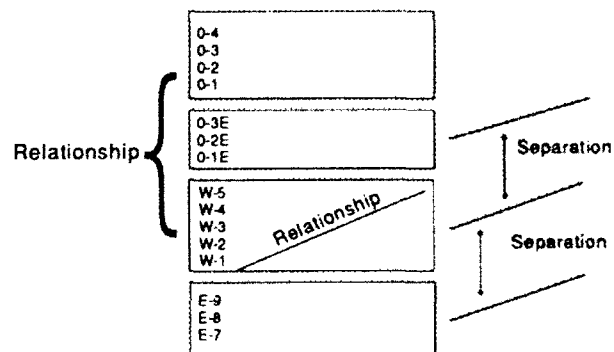 O-4
O-3
O-2
O-1
O-3E
O-2E
O-1E
Relationship
Separation
W-5
W-4
W-3
W-2
W-1
Relationship
Separation
E-9
E-8
E-7